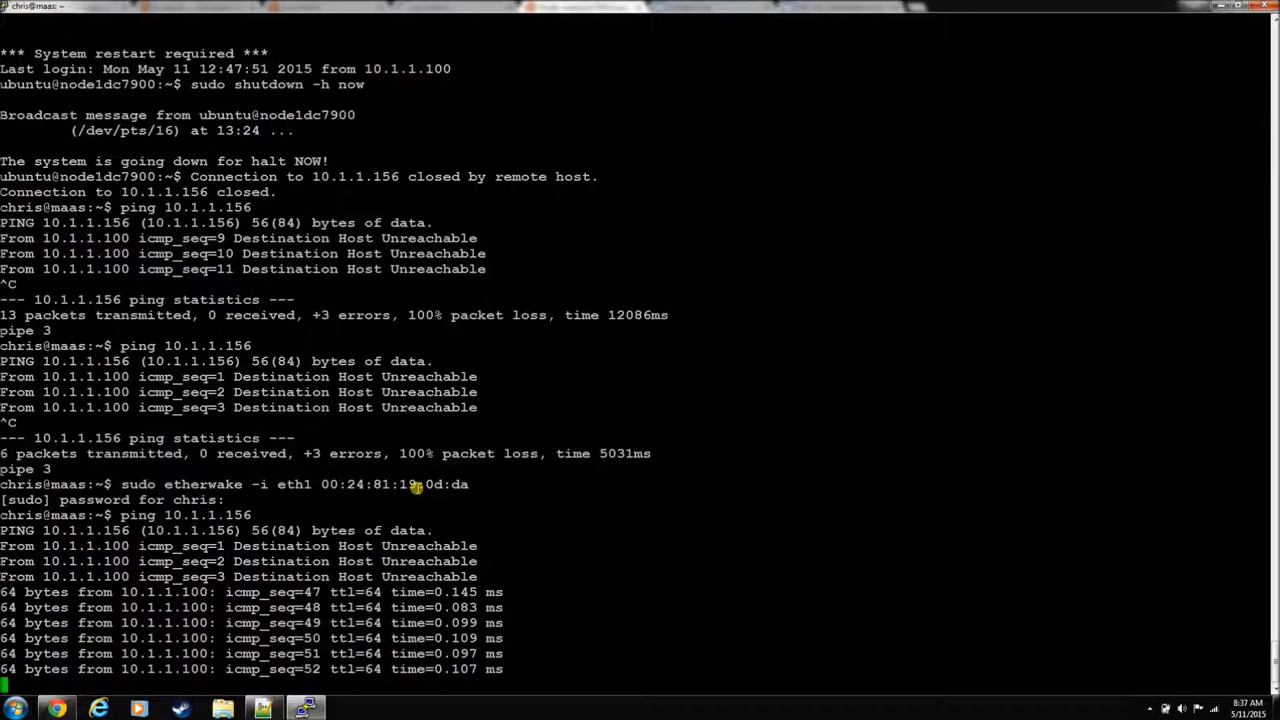 chris@maas: ~
*** System restart required ***
Last login: Mon May 11 12:47:51 2015 from 10.1.1.100
ubuntu@node1dc7900:~$ sudo shutdown -h now
Broadcast message from ubuntu@node1dc7900
(/dev/pts/16) at 13:24 ...
The system is going down for halt NOW!
ubuntu@node1dc7900:~$ Connection to 10.1.1.156 closed by remote host.
Connection to 10.1.1.156 closed.
chris@maas:~$ ping 10.1.1.156
PING 10.1.1.156 (10.1.1.156) 56(84) bytes of data.
From 10.1.1.100 icmp_seq=9 Destination Host Unreachable
From 10.1.1.100 icmp_seq=10 Destination Host Unreachable
From 10.1.1.100 icmp_seq=11 Destination Host Unreachable
^C
--- 10.1.1.156 ping statistics ---
13 packets transmitted, 0 received, +3 errors, 100% packet loss, time 12086ms
pipe 3
chris@maas:~$ ping 10.1.1.156
PING 10.1.1.156 (10.1.1.156) 56(84) bytes of data.
From 10.1.1.100 icmp_seq=1 Destination Host Unreachable
From 10.1.1.100 icmp_seq=2 Destination Host Unreachable
From 10.1.1.100 icmp_seq=3 Destination Host Unreachable
^C
--- 10.1.1.156 ping statistics ---
6 packets transmitted, 0 received, +3 errors, 100% packet loss, time 5031ms
pipe 3
chris@maas:~$ sudo etherwake -i eth1 00:24:81:19:0d:da
[sudo] password for chris:
chris@maas:~$ ping 10.1.1.156
PING 10.1.1.156 (10.1.1.156) 56(84) bytes of data.
From 10.1.1.100 icmp_seq=1 Destination Host Unreachable
From 10.1.1.100 icmp_seq=2 Destination Host Unreachable
From 10.1.1.100 icmp_seq=3 Destination Host Unreachable
64 bytes from 10.1.1.100: icmp_seq=47 ttl=64 time=0.145 ms
64 bytes from 10.1.1.100: icmp_seq=48 ttl=64 time=0.083 ms
64 bytes from 10.1.1.100: icmp_seq=49 ttl=64 time=0.099 ms
64 bytes from 10.1.1.100: icmp_seq=50 ttl=64 time=0.109 ms
64 bytes from 10.1.1.100: icmp_seq=51 ttl=64 time=0.097 ms
64 bytes from 10.1.1.100: icmp_seq=52 ttl=64 time=0.107 ms
8:37 AM
5/11/2015